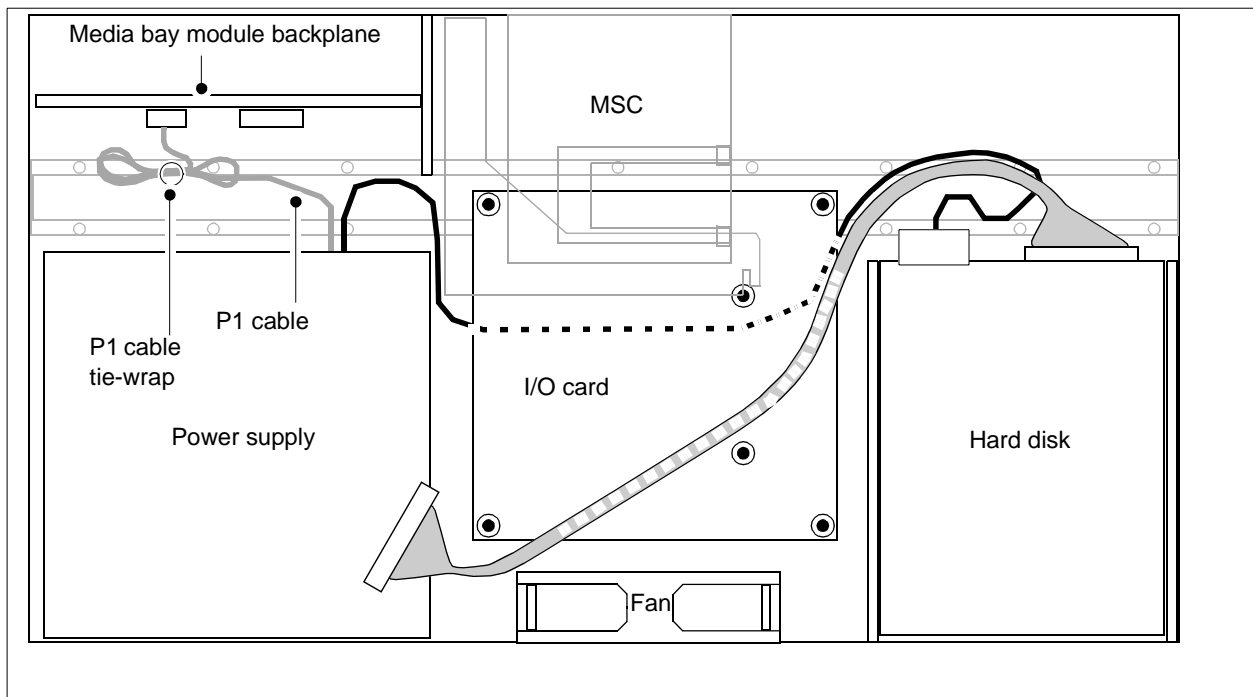 Media bay module backplane
MSC
P1 cable
P1 cable
tie-wrap
I/O card
Power supply
Hard disk
Fan